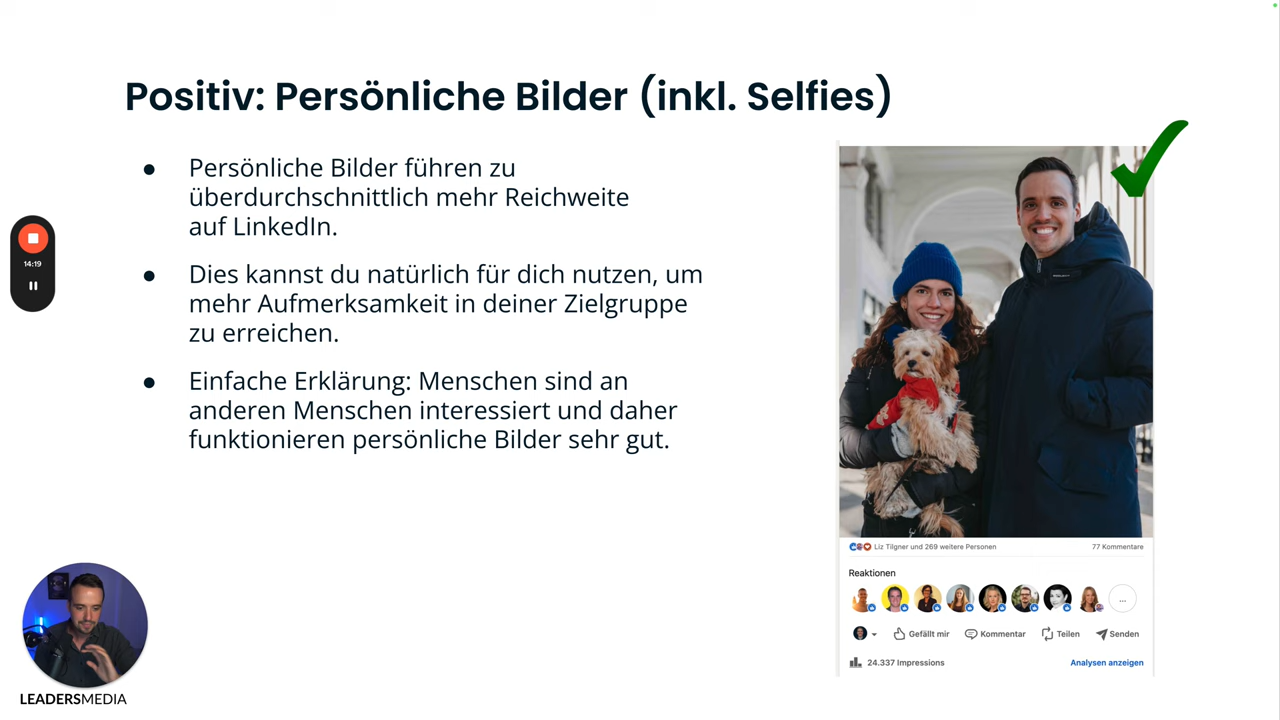 Positiv: Persönliche Bilder (inkl. Selfies)
● Persönliche Bilder führen zu
überdurchschnittlich mehr Reichweite
auf LinkedIn.
● Dies kannst du natürlich für dich nutzen, um
mehr Aufmerksamkeit in deiner Zielgruppe
zu erreichen.
● Einfache Erklärung: Menschen sind an
anderen Menschen interessiert und daher
funktionieren persönliche Bilder sehr gut.
14:19
Liz Tilgner und 269 weitere Personen 77 Kommentare
Reaktionen
...
Gefällt mir Kommentar Teilen Senden
24.337 Impressions Analysen anzeigen
LEADERSMEDIA